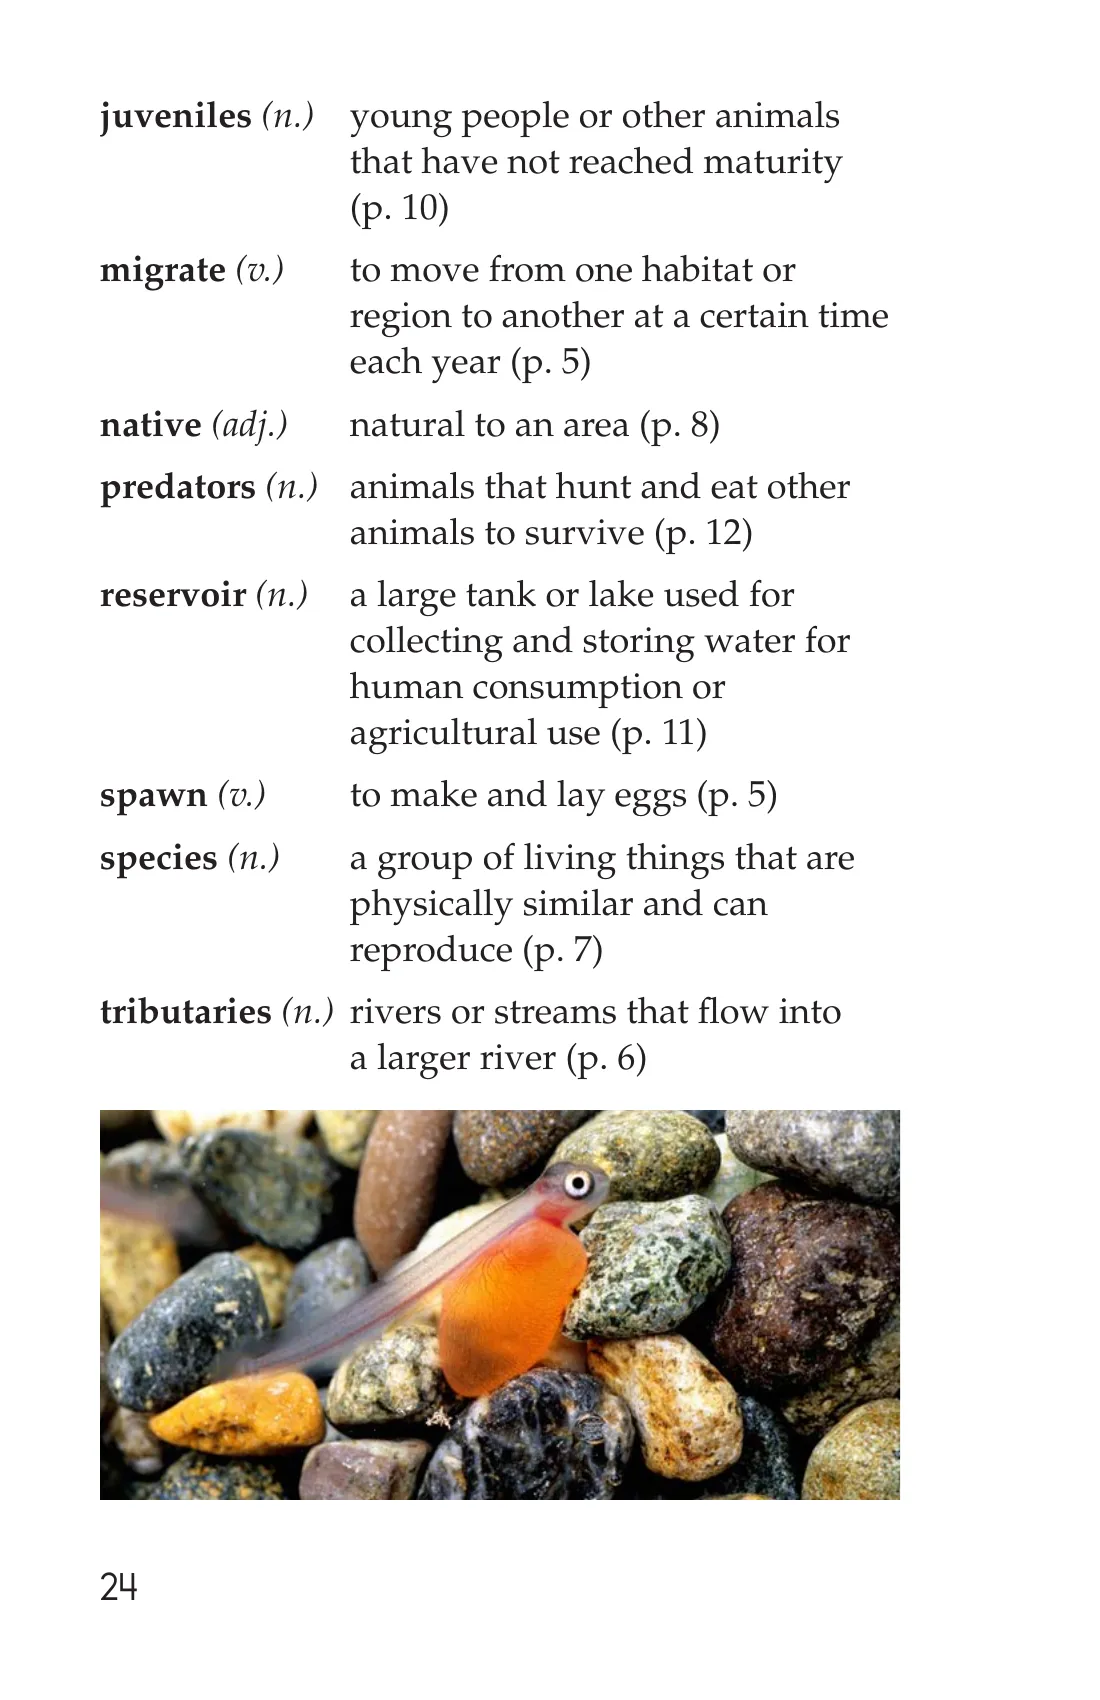 juveniles (n.) young people or other animals
that have not reached maturity
(p. 10)
migrate (v.) to move from one habitat or
region to another at a certain time
each year (p. 5)
native (adj.) natural to an area (p. 8)
predators (n.) animals that hunt and eat other
animals to survive (p. 12)
reservoir (n.) a large tank or lake used for
collecting and storing water for
human consumption or
agricultural use (p. 11)
spawn (v.) to make and lay eggs (p. 5)
species (n.) a group of living things that are
physically similar and can
reproduce (p. 7)
tributaries (n.) rivers or streams that flow into
a larger river (p. 6)
24